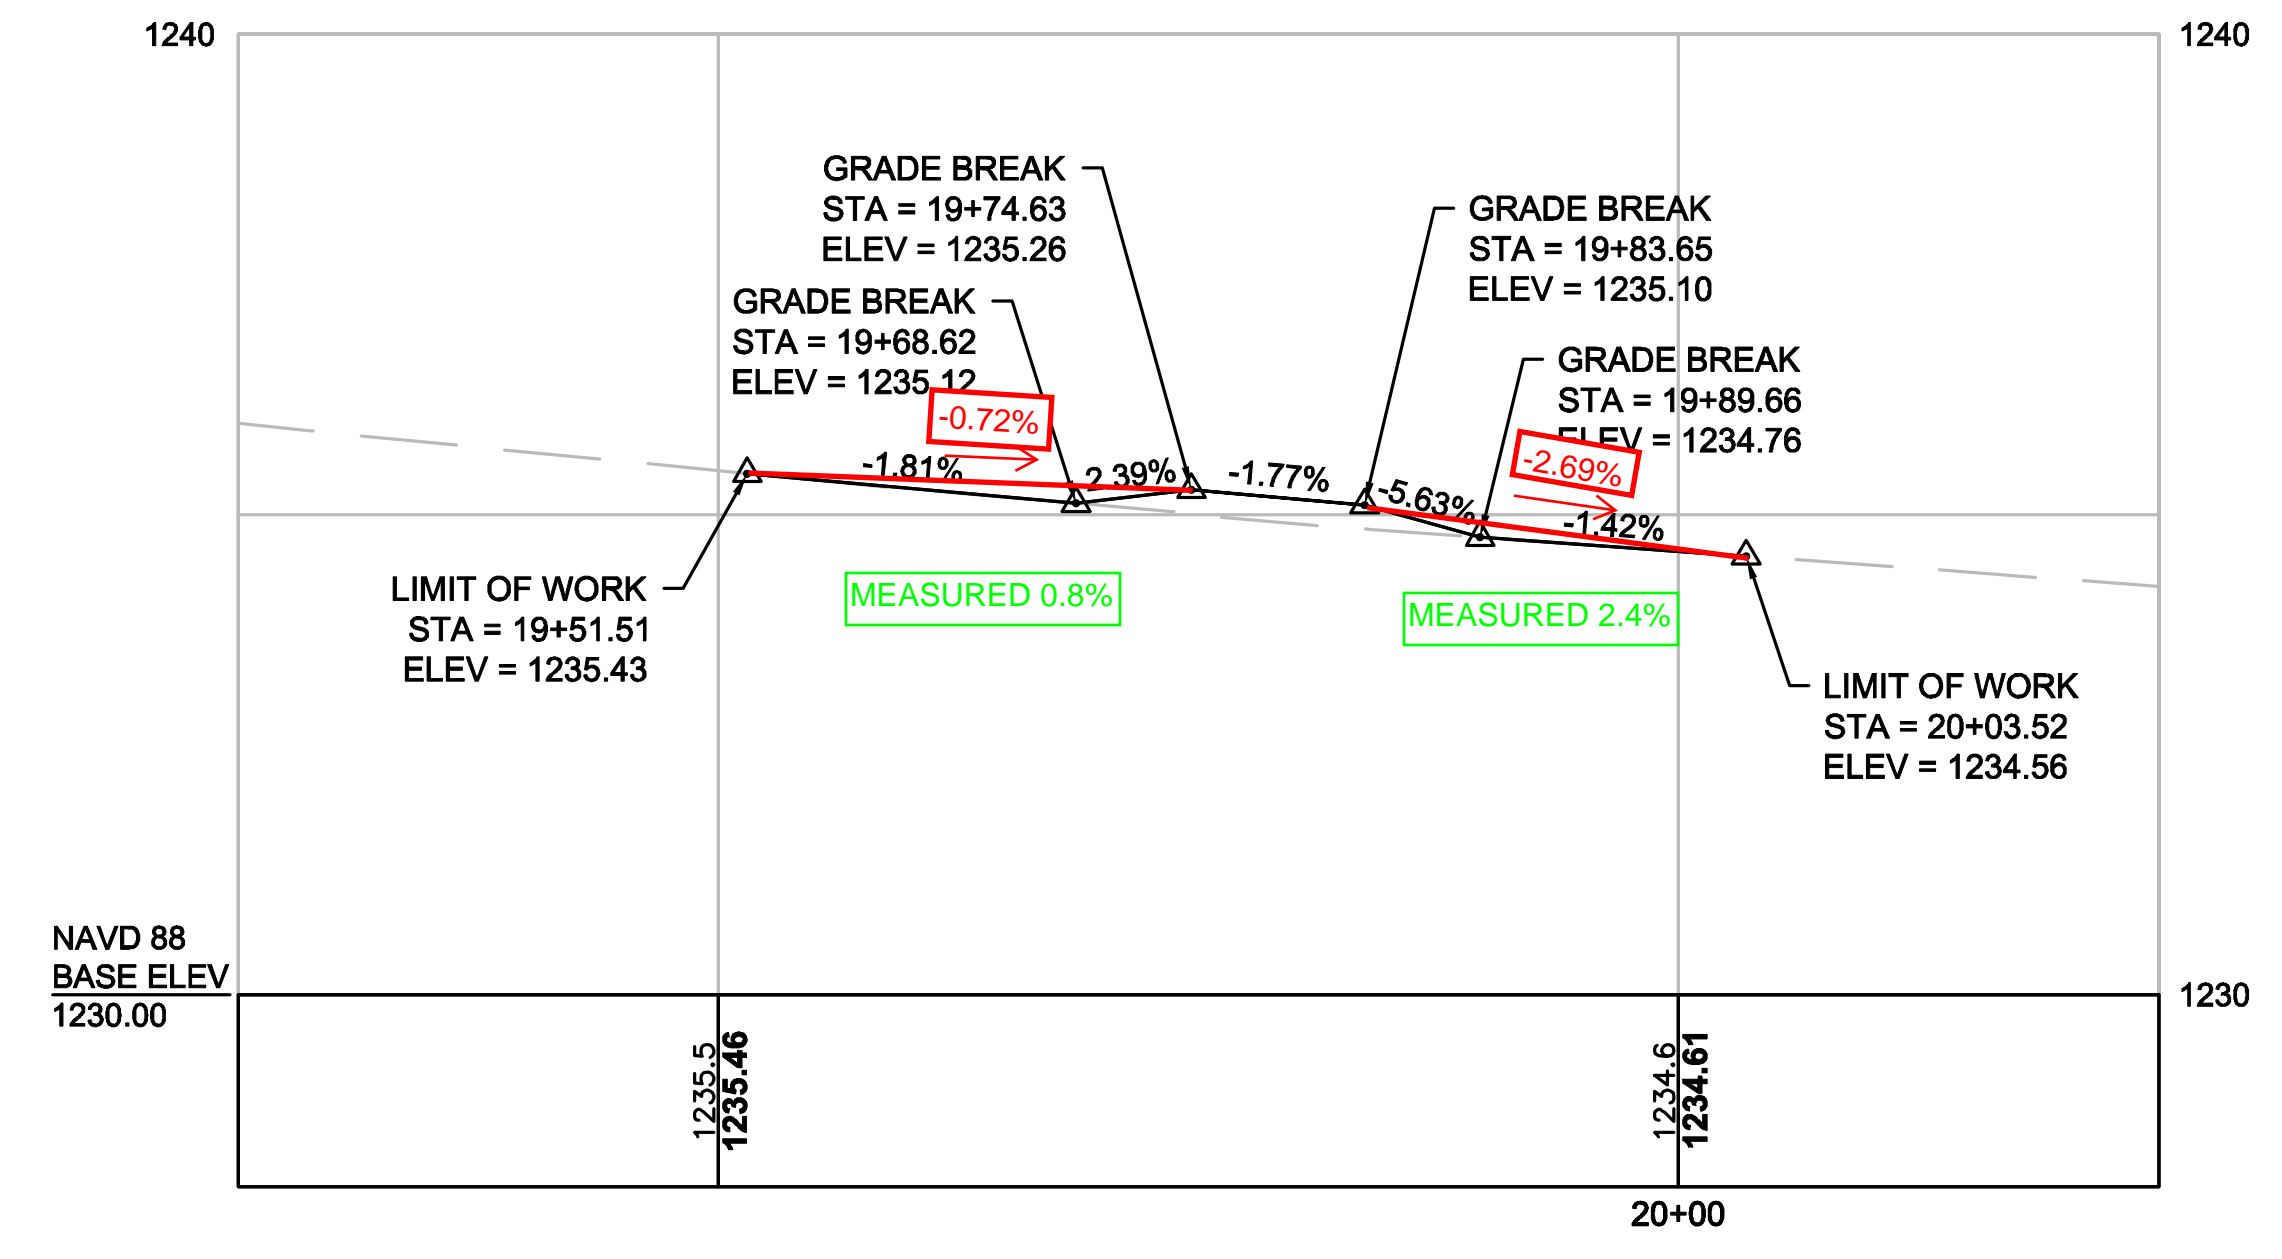 1240
1240
GRADE BREAK
STA = 19+74.63
ELEV = 1235.26
GRADE BREAK
STA = 19+83.65
ELEV = 1235.10
GRADE BREAK
STA = 19+68.62
ELEV = 1235.12
GRADE BREAK
STA = 19+89.66
ELEV = 1234.76
-0.72%
-2.69%
-1.81%
2.39%
-1.77%
-5.63%
-1.42%
LIMIT OF WORK
STA = 19+51.51
ELEV = 1235.43
MEASURED 0.8%
MEASURED 2.4%
LIMIT OF WORK
STA = 20+03.52
ELEV = 1234.56
NAVD 88
BASE ELEV
1230.00
1230
1235.5
1235.46
1234.6
1234.61
20+00